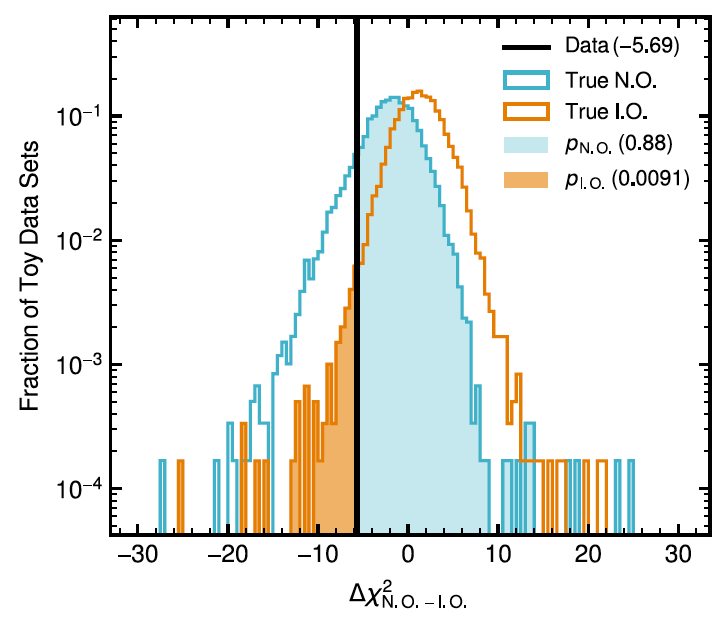 Data (−5.69)
True N.O.
True I.O.
p_N.O. (0.88)
p_I.O. (0.0091)
Fraction of Toy Data Sets
10⁻¹
10⁻²
10⁻³
10⁻⁴
−30 −20 −10 0 10 20 30
Δχ²_N.O.−I.O.